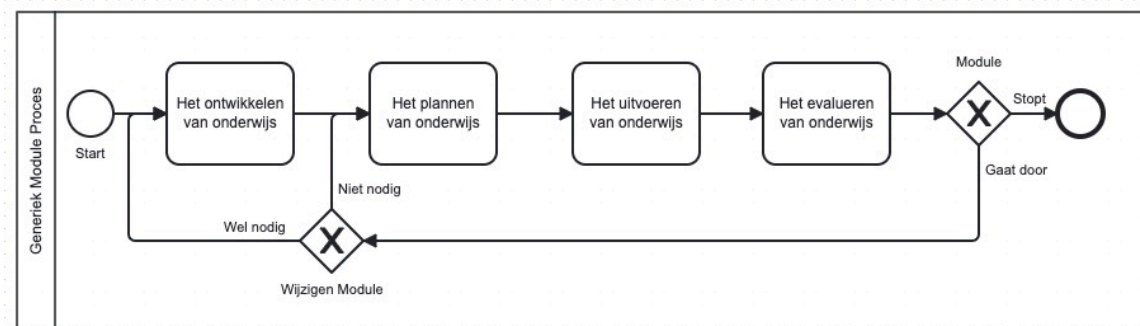 Generiek Module Proces
Start
Het ontwikkelen
van onderwijs
Het plannen
van onderwijs
Het uitvoeren
van onderwijs
Het evalueren
van onderwijs
Module
X
Stopt
Gaat door
Niet nodig
Wel nodig
X
Wijzigen Module